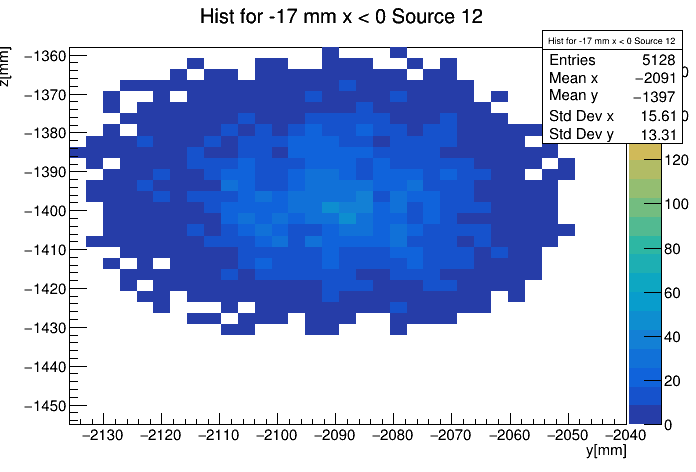 Hist for -17 mm x < 0 Source 12
Hist for -17 mm x < 0 Source 12
Entries 5128
Mean x −2091
Mean y −1397
Std Dev x 15.61
Std Dev y 13.31
z[mm]
−1360
−1370
−1380
−1390
−1400
−1410
−1420
−1430
−1440
−1450
120
100
80
60
40
20
0
−2130 −2120 −2110 −2100 −2090 −2080 −2070 −2060 −2050 −2040
y[mm]